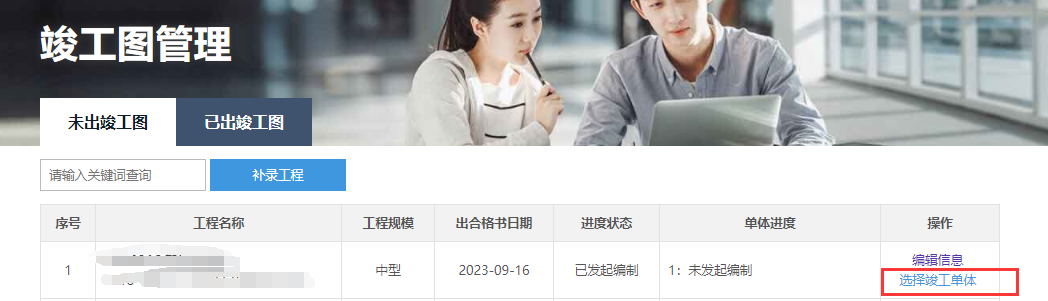 竣工图管理
未出竣工图 已出竣工图
请输入关键词查询 补录工程
序号 工程名称 工程规模 出合格书日期 进度状态 单体进度 操作
1 中型 2023-09-16 已发起编制 1：未发起编制 编辑信息
选择竣工单体